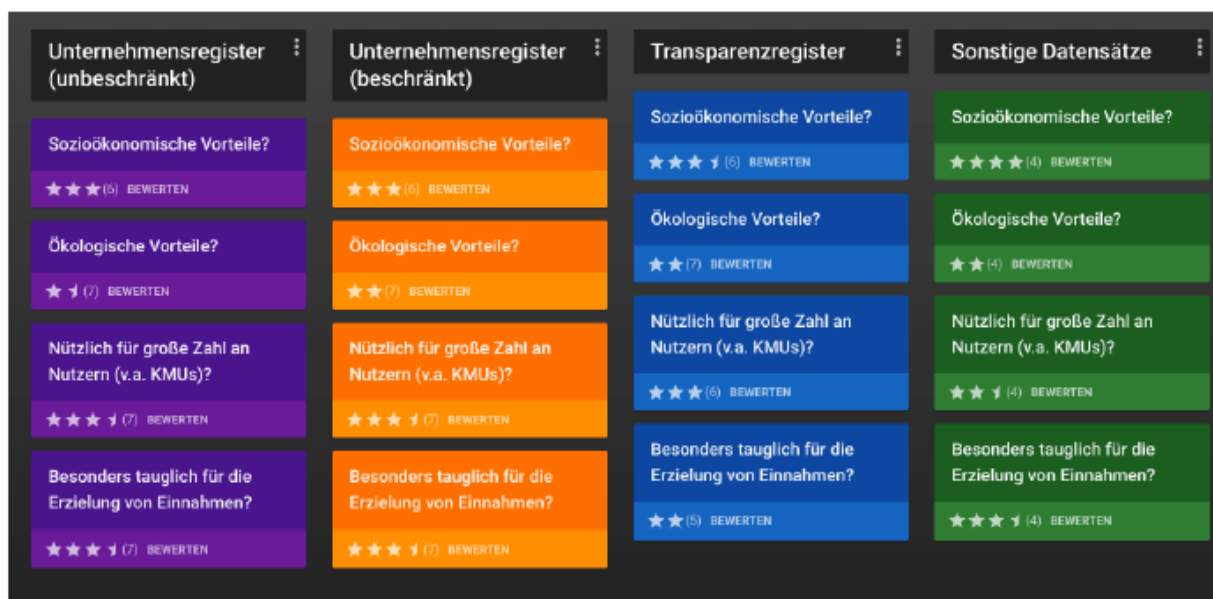 Unternehmensregister
(unbeschränkt)
Sozioökonomische Vorteile?
(6) BEWERTEN
Ökologische Vorteile?
(7) BEWERTEN
Nützlich für große Zahl an
Nutzern (v.a. KMUs)?
(7) BEWERTEN
Besonders tauglich für die
Erzielung von Einnahmen?
(7) BEWERTEN
Unternehmensregister
(beschränkt)
Sozioökonomische Vorteile?
(6) BEWERTEN
Ökologische Vorteile?
(7) BEWERTEN
Nützlich für große Zahl an
Nutzern (v.a. KMUs)?
(7) BEWERTEN
Besonders tauglich für die
Erzielung von Einnahmen?
(7) BEWERTEN
Transparenzregister
Sozioökonomische Vorteile?
(6) BEWERTEN
Ökologische Vorteile?
(7) BEWERTEN
Nützlich für große Zahl an
Nutzern (v.a. KMUs)?
(6) BEWERTEN
Besonders tauglich für die
Erzielung von Einnahmen?
(5) BEWERTEN
Sonstige Datensätze
Sozioökonomische Vorteile?
(4) BEWERTEN
Ökologische Vorteile?
(4) BEWERTEN
Nützlich für große Zahl an
Nutzern (v.a. KMUs)?
(4) BEWERTEN
Besonders tauglich für die
Erzielung von Einnahmen?
(4) BEWERTEN